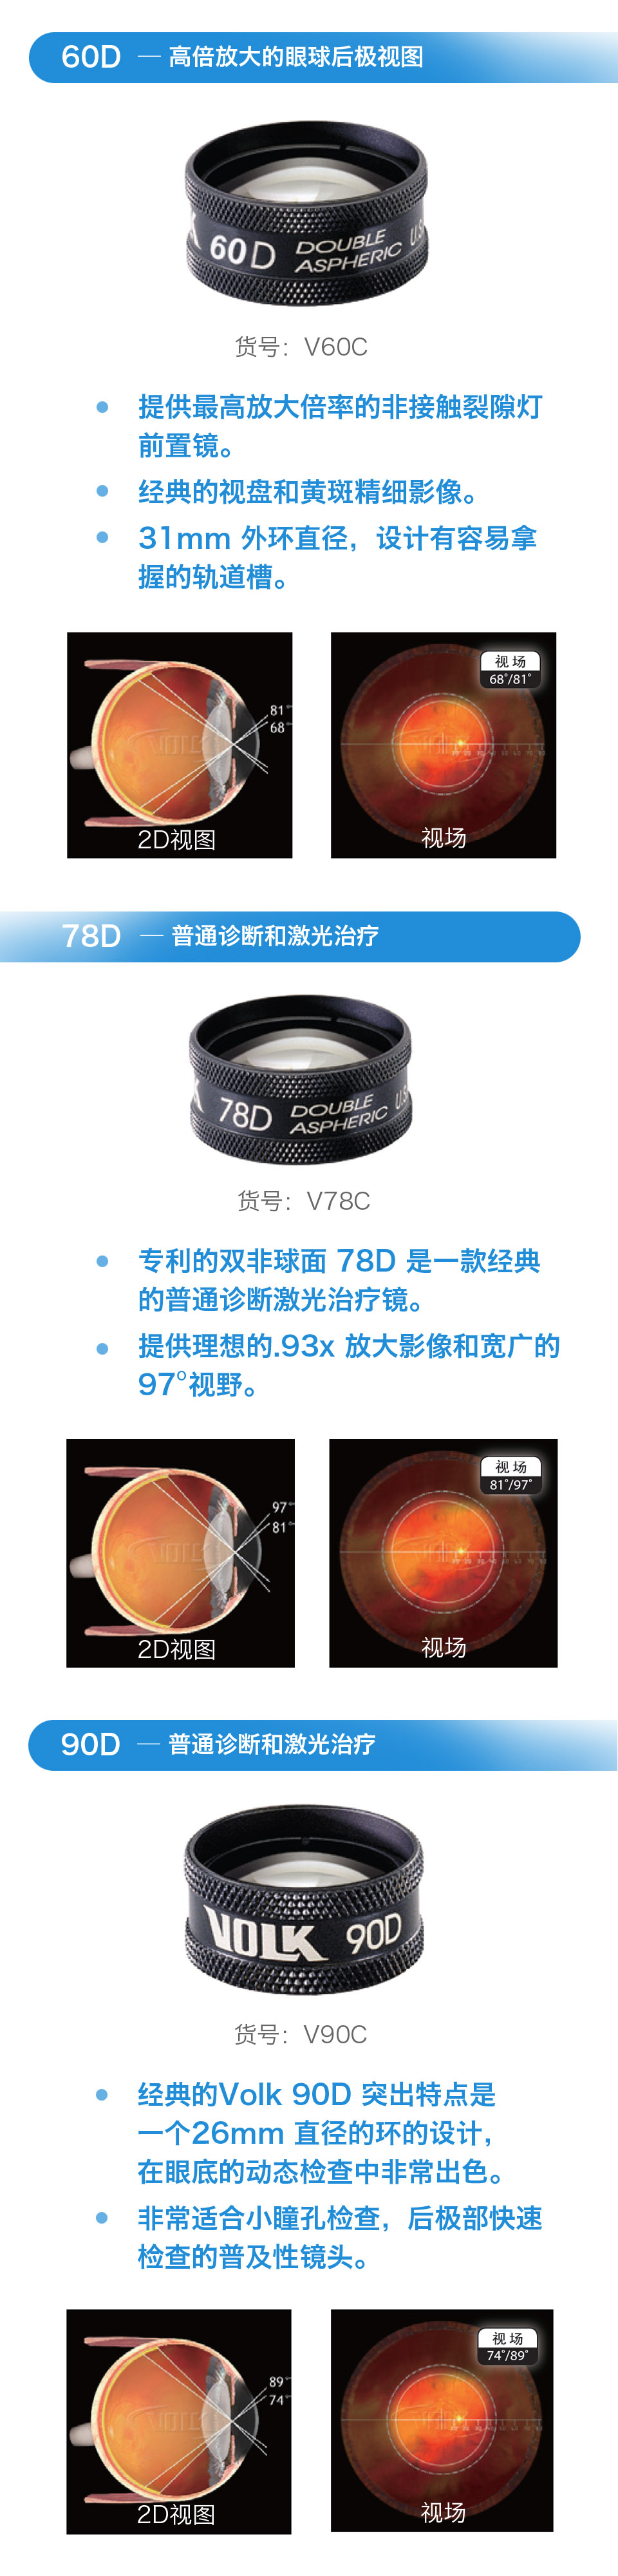 60D — 高倍放大的眼球后极视图
60D DOUBLE
ASPHERIC
货号：V60C
提供最高放大倍率的非接触裂隙灯
前置镜。
经典的视盘和黄斑精细影像。
31mm 外环直径，设计有容易拿
握的轨道槽。
81°
68°
2D视图
视场
68°/81°
视场
78D — 普通诊断和激光治疗
78D DOUBLE
ASPHERIC
货号：V78C
专利的双非球面 78D 是一款经典
的普通诊断激光治疗镜。
提供理想的.93x 放大影像和宽广的
97°视野。
97°
81°
2D视图
视场
81°/97°
视场
90D — 普通诊断和激光治疗
VOLK 90D
货号：V90C
经典的Volk 90D 突出特点是
一个26mm 直径的环的设计，
在眼底的动态检查中非常出色。
非常适合小瞳孔检查，后极部快速
检查的普及性镜头。
89°
74°
2D视图
视场
74°/89°
视场